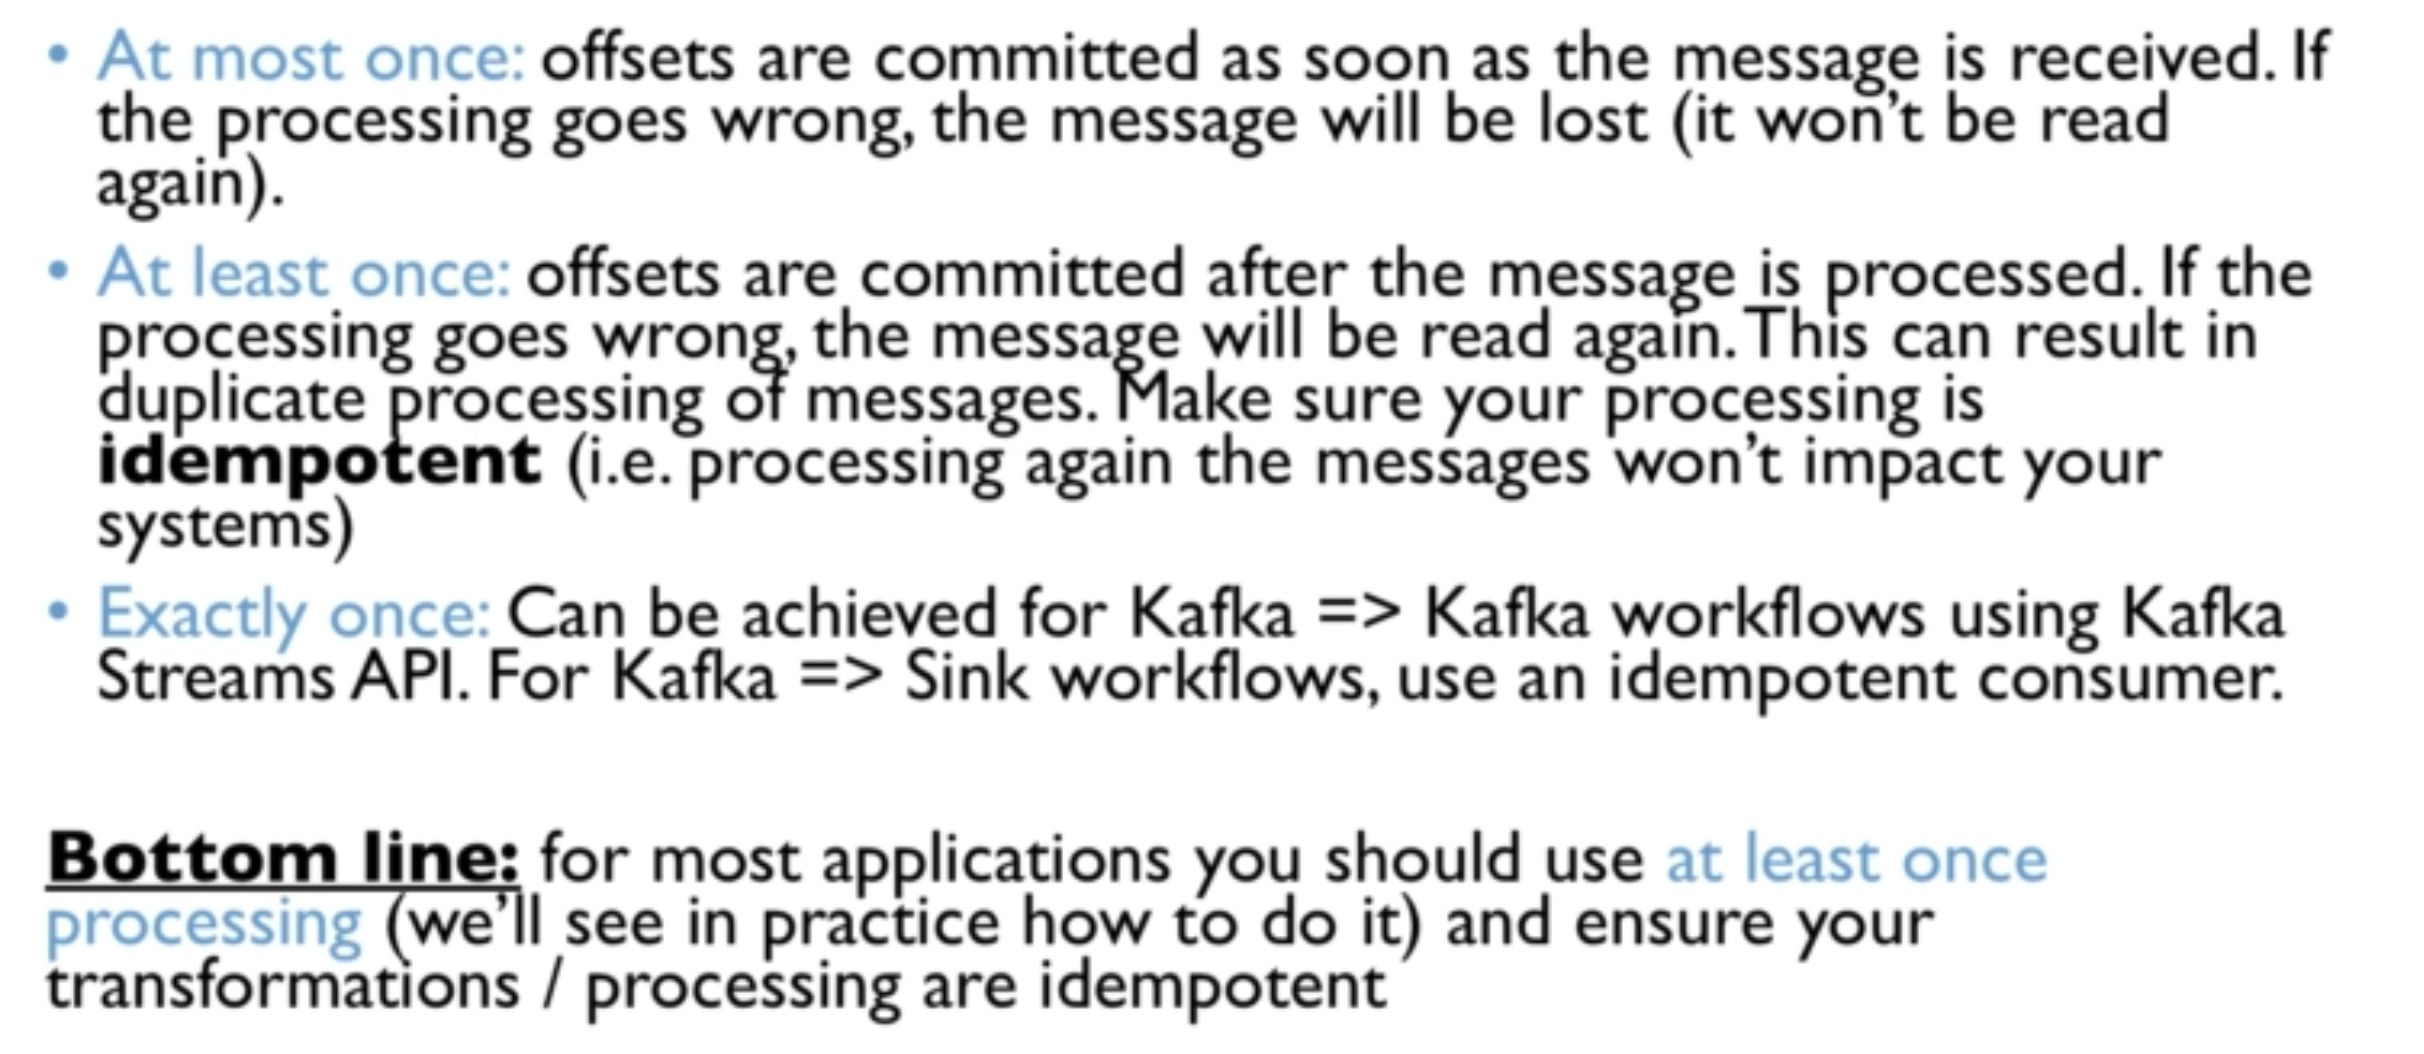 • At most once: offsets are committed as soon as the message is received. If
the processing goes wrong, the message will be lost (it won't be read
again).
• At least once: offsets are committed after the message is processed. If the
processing goes wrong, the message will be read again. This can result in
duplicate processing of messages. Make sure your processing is
idempotent (i.e. processing again the messages won't impact your
systems)
• Exactly once: Can be achieved for Kafka => Kafka workflows using Kafka
Streams API. For Kafka => Sink workflows, use an idempotent consumer.
Bottom line: for most applications you should use at least once
processing (we'll see in practice how to do it) and ensure your
transformations / processing are idempotent